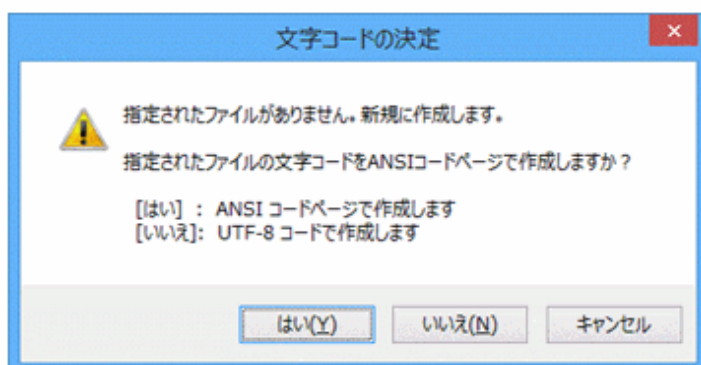 文字コードの決定
指定されたファイルがありません。新規に作成します。
指定されたファイルの文字コードをANSIコードページで作成しますか？
[はい] : ANSI コードページで作成します
[いいえ]: UTF-8 コードで作成します
はい(Y)
いいえ(N)
キャンセル